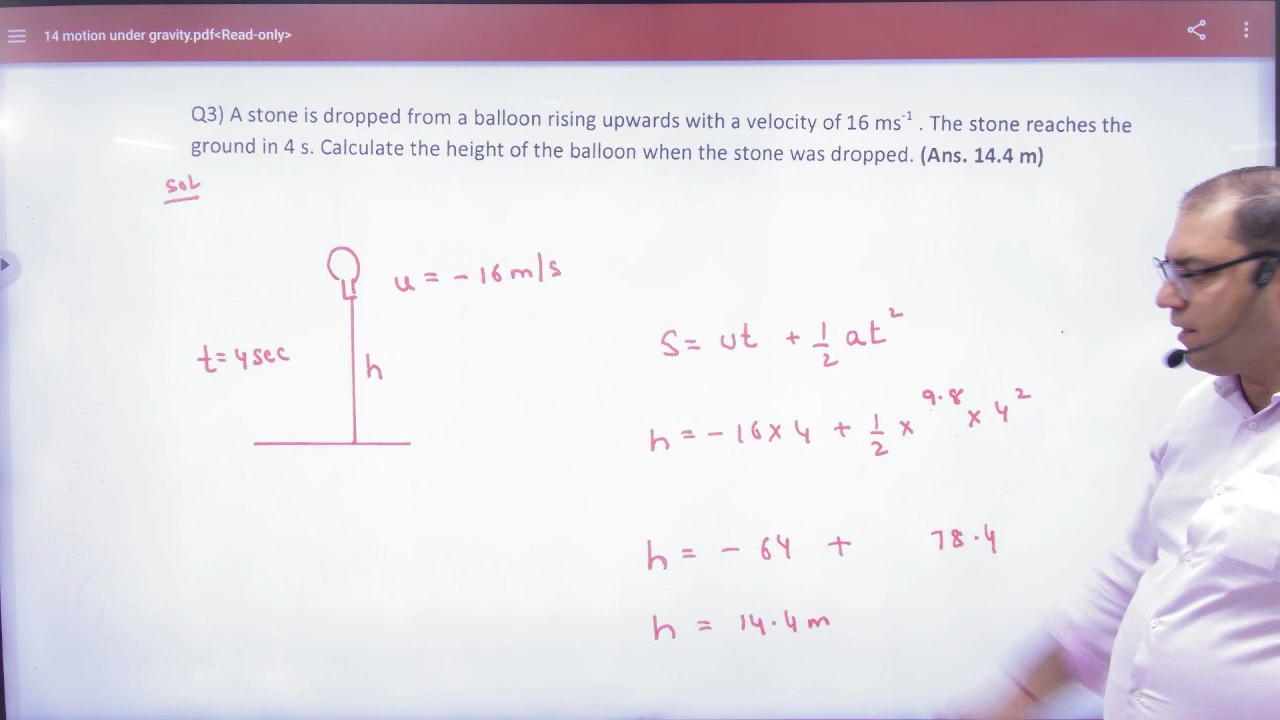 14 motion under gravity.pdf<Read-only>
Q3) A stone is dropped from a balloon rising upwards with a velocity of 16 ms⁻¹ . The stone reaches the
ground in 4 s. Calculate the height of the balloon when the stone was dropped. (Ans. 14.4 m)
Sol
u = - 16 m/s
t = 4 sec
h
S = ut + 1/2 at²
h = - 16 × 4 + 1/2 × 9.8 × 4²
h = - 64 + 78.4
h = 14.4 m